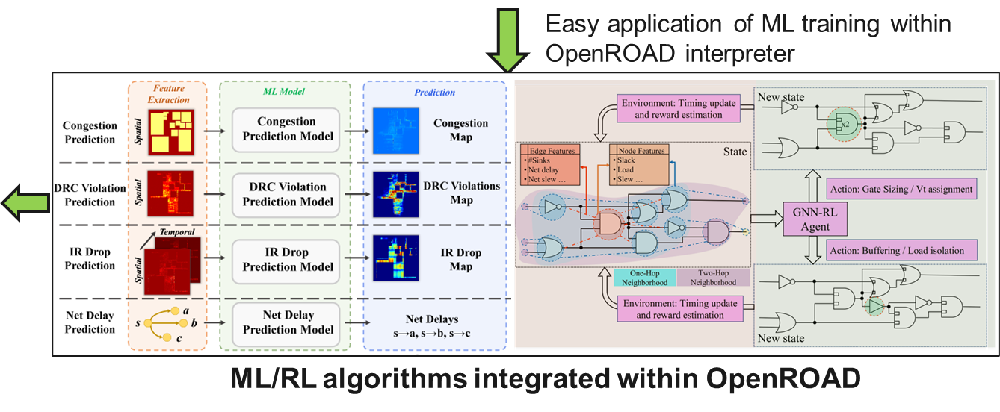 Easy application of ML training within
OpenROAD interpreter
Feature
Extraction
ML Model
Prediction
Congestion
Prediction
Spatial
Congestion
Prediction Model
Congestion
Map
DRC Violation
Prediction
Spatial
DRC Violation
Prediction Model
DRC Violations
Map
IR Drop
Prediction
Temporal
Spatial
IR Drop
Prediction Model
IR Drop
Map
Net Delay
Prediction
s
a
b
c
Net Delay
Prediction Model
Net Delays
s→a, s→b, s→c
Environment: Timing update
and reward estimation
New state
x2
State
Edge Features
•#Sinks
•Net delay
•Net slew ...
Node Features
•Slack
•Load
•Slew ...
Action: Gate Sizing / Vt assignment
GNN-RL
Agent
Action: Buffering / Load isolation
One-Hop
Neighborhood
Two-Hop
Neighborhood
Environment: Timing update
and reward estimation
New state
ML/RL algorithms integrated within OpenROAD